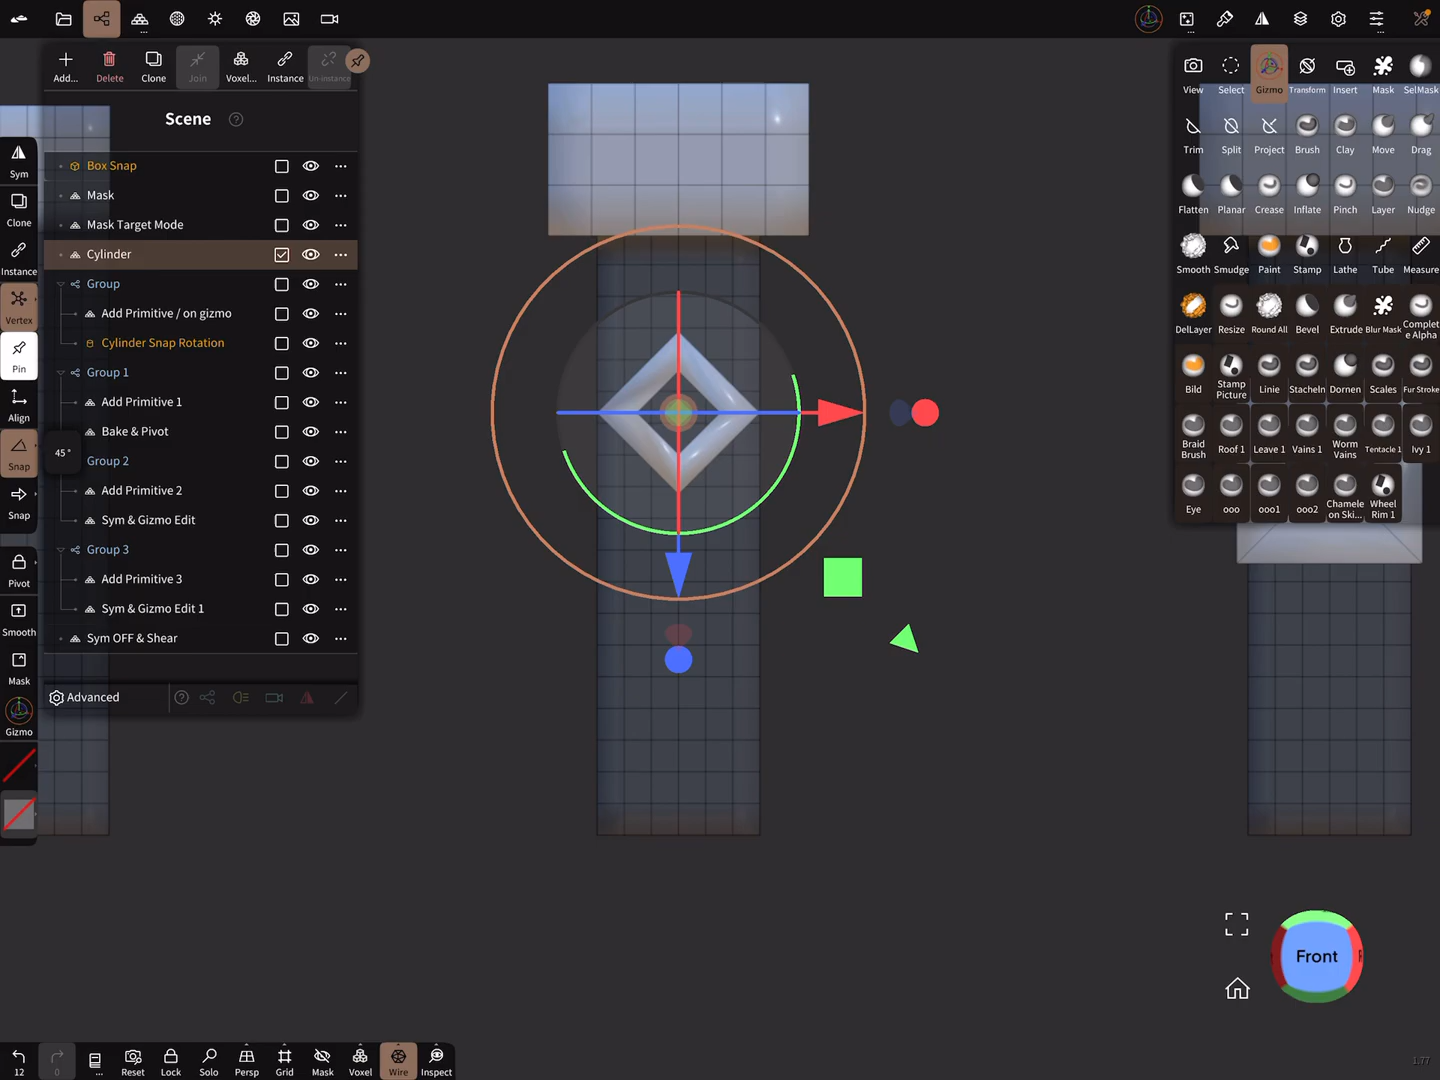 Add...
Delete
Clone
Join
Voxel...
Instance
Un-instance
Scene
?
Box Snap
Mask
Mask Target Mode
Cylinder
Group
Add Primitive / on gizmo
Cylinder Snap Rotation
Group 1
Add Primitive 1
Bake & Pivot
Group 2
Add Primitive 2
Sym & Gizmo Edit
Group 3
Add Primitive 3
Sym & Gizmo Edit 1
Sym OFF & Shear
Advanced
?
Sym
Clone
Instance
Vertex
Pin
Align
Snap
45°
Snap
Pivot
Smooth
Mask
Gizmo
View
Select
Gizmo
Transform
Insert
Mask
SelMask
Trim
Split
Project
Brush
Clay
Move
Drag
Flatten
Planar
Crease
Inflate
Pinch
Layer
Nudge
Smooth
Smudge
Paint
Stamp
Lathe
Tube
Measure
DelLayer
Resize
Round All
Bevel
Extrude
Blur Mask
Complet
e Alpha
Bild
Stamp
Picture
Linie
Stacheln
Dornen
Scales
Fur Stroke
Braid
Brush
Roof 1
Leave 1
Vains 1
Worm
Vains
Tentacle 1
Ivy 1
Eye
ooo
ooo1
ooo2
Chamele
on Ski...
Wheel
Rim 1
Front
R
12
0
...
Reset
Lock
Solo
Persp
Grid
Mask
Voxel
Wire
Inspect
1.77